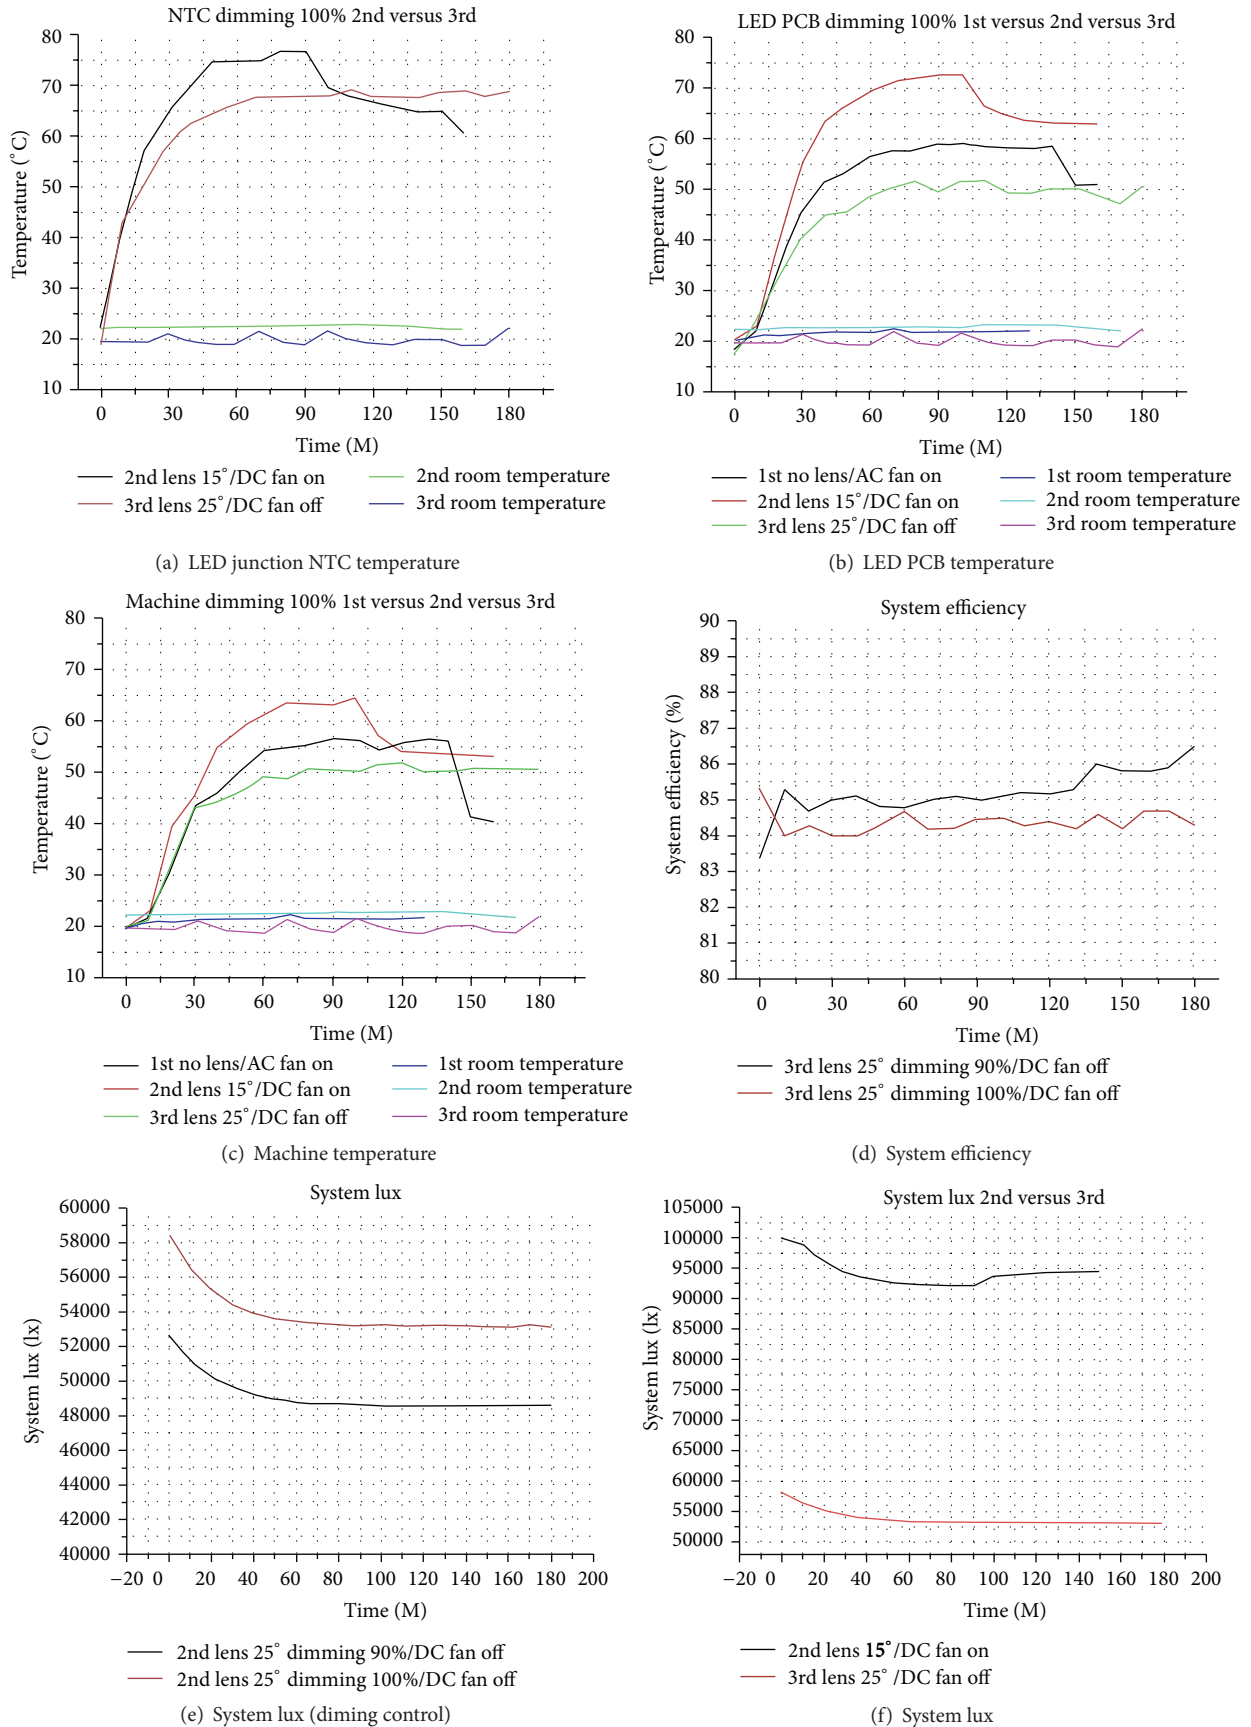 NTC dimming 100% 2nd versus 3rd
80
70
60
50
40
30
20
10
Temperature (°C)
0 30 60 90 120 150 180
Time (M)
2nd lens 15°/DC fan on
3rd lens 25°/DC fan off
2nd room temperature
3rd room temperature
(a) LED junction NTC temperature
LED PCB dimming 100% 1st versus 2nd versus 3rd
80
70
60
50
40
30
20
10
Temperature (°C)
0 30 60 90 120 150 180
Time (M)
1st no lens/AC fan on
2nd lens 15°/DC fan on
3rd lens 25°/DC fan off
1st room temperature
2nd room temperature
3rd room temperature
(b) LED PCB temperature
Machine dimming 100% 1st versus 2nd versus 3rd
80
70
60
50
40
30
20
10
Temperature (°C)
0 30 60 90 120 150 180
Time (M)
1st no lens/AC fan on
2nd lens 15°/DC fan on
3rd lens 25°/DC fan off
1st room temperature
2nd room temperature
3rd room temperature
(c) Machine temperature
System efficiency
90
89
88
87
86
85
84
83
82
81
80
System efficiency (%)
0 30 60 90 120 150 180
Time (M)
3rd lens 25° dimming 90%/DC fan off
3rd lens 25° dimming 100%/DC fan off
(d) System efficiency
System lux
60000
58000
56000
54000
52000
50000
48000
46000
44000
42000
40000
System lux (lx)
−20 0 20 40 60 80 100 120 140 160 180 200
Time (M)
2nd lens 25° dimming 90%/DC fan off
2nd lens 25° dimming 100%/DC fan off
(e) System lux (diming control)
System lux 2nd versus 3rd
105000
100000
95000
90000
85000
80000
75000
70000
65000
60000
55000
50000
System lux (lx)
−20 0 20 40 60 80 100 120 140 160 180 200
Time (M)
2nd lens 15°/DC fan on
3rd lens 25°/DC fan off
(f) System lux